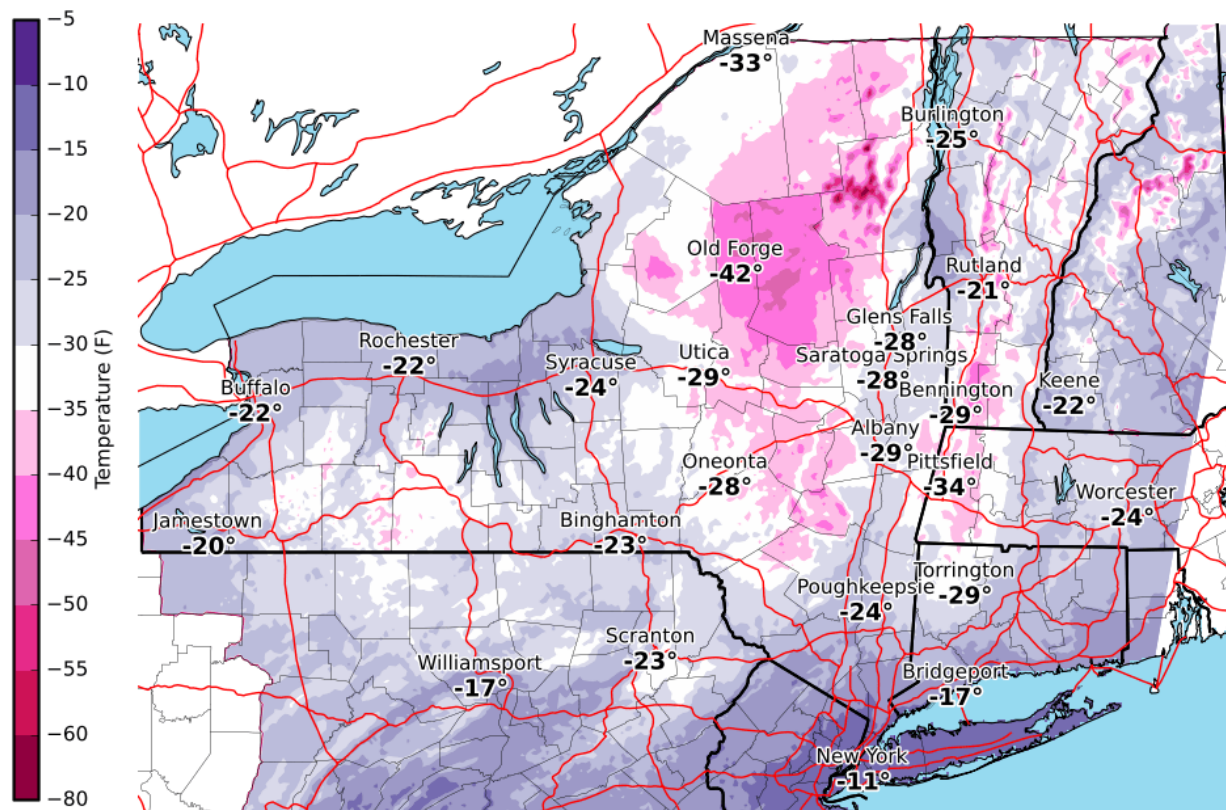 −5
−10
−15
−20
−25
−30
−35
−40
−45
−50
−55
−60
−80
Temperature (F)
Massena
-33°
Burlington
-25°
Old Forge
-42°
Rutland
-21°
Glens Falls
-28°
Rochester
-22°
Syracuse
-24°
Utica
-29°
Saratoga Springs
-28°
Buffalo
-22°
Bennington
-29°
Keene
-22°
Albany
-29°
Oneonta
-28°
Pittsfield
-34°
Worcester
-24°
Jamestown
-20°
Binghamton
-23°
Torrington
-29°
Poughkeepsie
-24°
Scranton
-23°
Williamsport
-17°
Bridgeport
-17°
New York
-11°